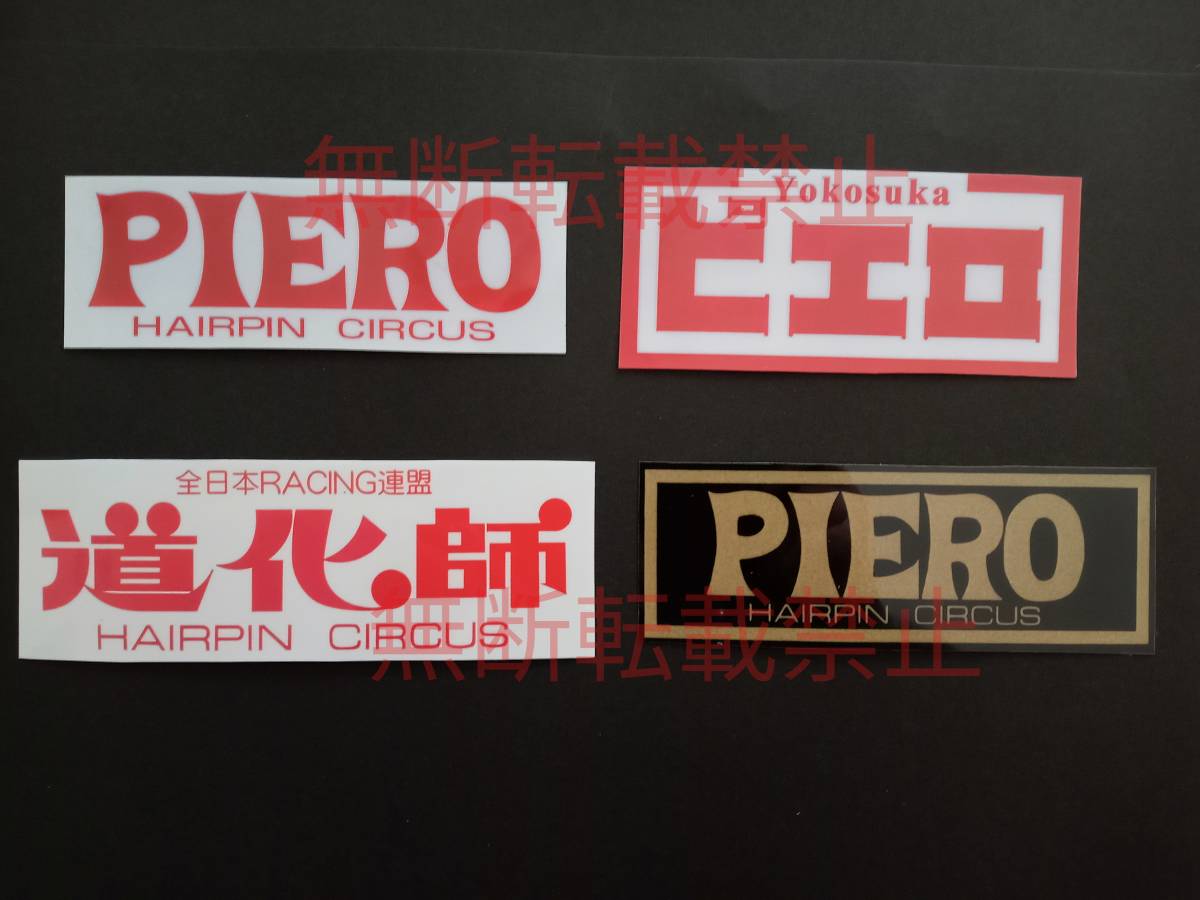 無断転載禁止
PIERO
HAIRPIN CIRCUS
Yokosuka
ピエロ
全日本RACING連盟
道化師
HAIRPIN CIRCUS
PIERO
HAIRPIN CIRCUS
無断転載禁止